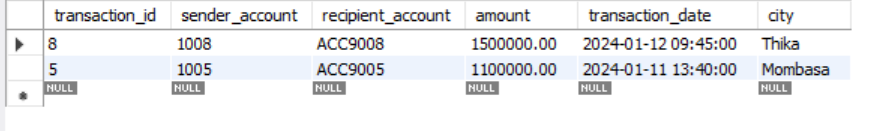 transaction_id sender_account recipient_account amount transaction_date city
8 1008 ACC9008 1500000.00 2024-01-12 09:45:00 Thika
5 1005 ACC9005 1100000.00 2024-01-11 13:40:00 Mombasa
NULL NULL NULL NULL NULL NULL